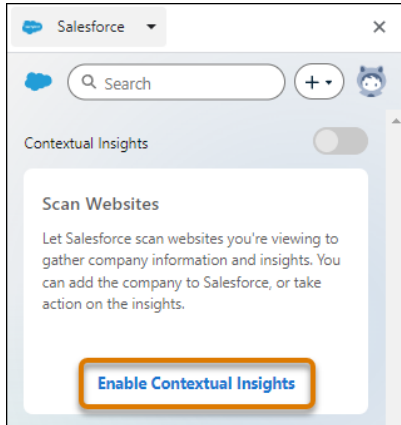 Salesforce
Search
Contextual Insights
Scan Websites
Let Salesforce scan websites you're viewing to
gather company information and insights. You
can add the company to Salesforce, or take
action on the insights.
Enable Contextual Insights